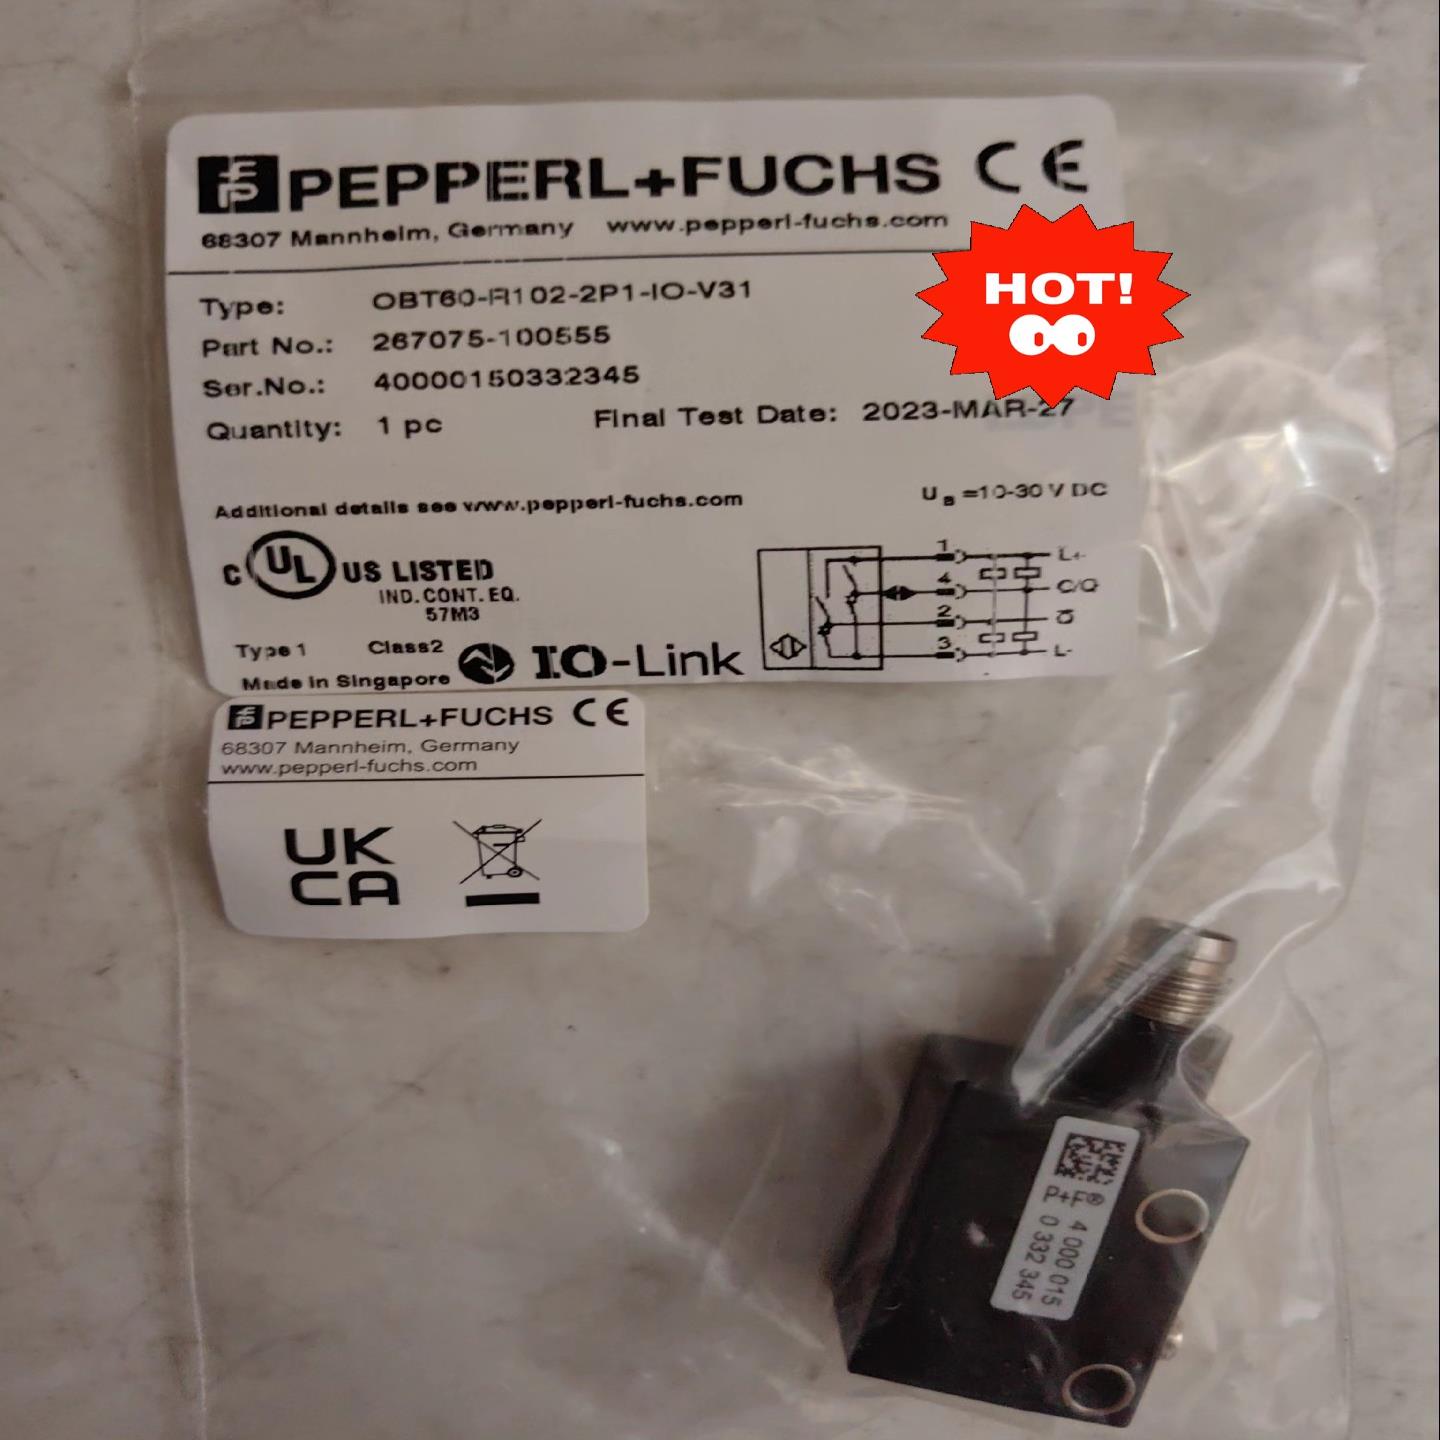 PEPPERL+FUCHS CE
68307 Mannheim, Germany www.pepperl-fuchs.com
HOT!
Type: OBT60-R102-2P1-IO-V31
Part No.: 267075-100555
Ser.No.: 40000150332345
Quantity: 1 pc Final Test Date: 2023-MAR-27
Additional details see www.pepperl-fuchs.com
U B =10-30 V DC
C UL US LISTED
IND. CONT. EQ.
57M3
Type 1 Class2
Made in Singapore
IO-Link
1 L+
4 C/Q
2 Q̅
3 L-
PEPPERL+FUCHS CE
68307 Mannheim, Germany
www.pepperl-fuchs.com
UK
CA
P+F® 4 000 015
0 332 345